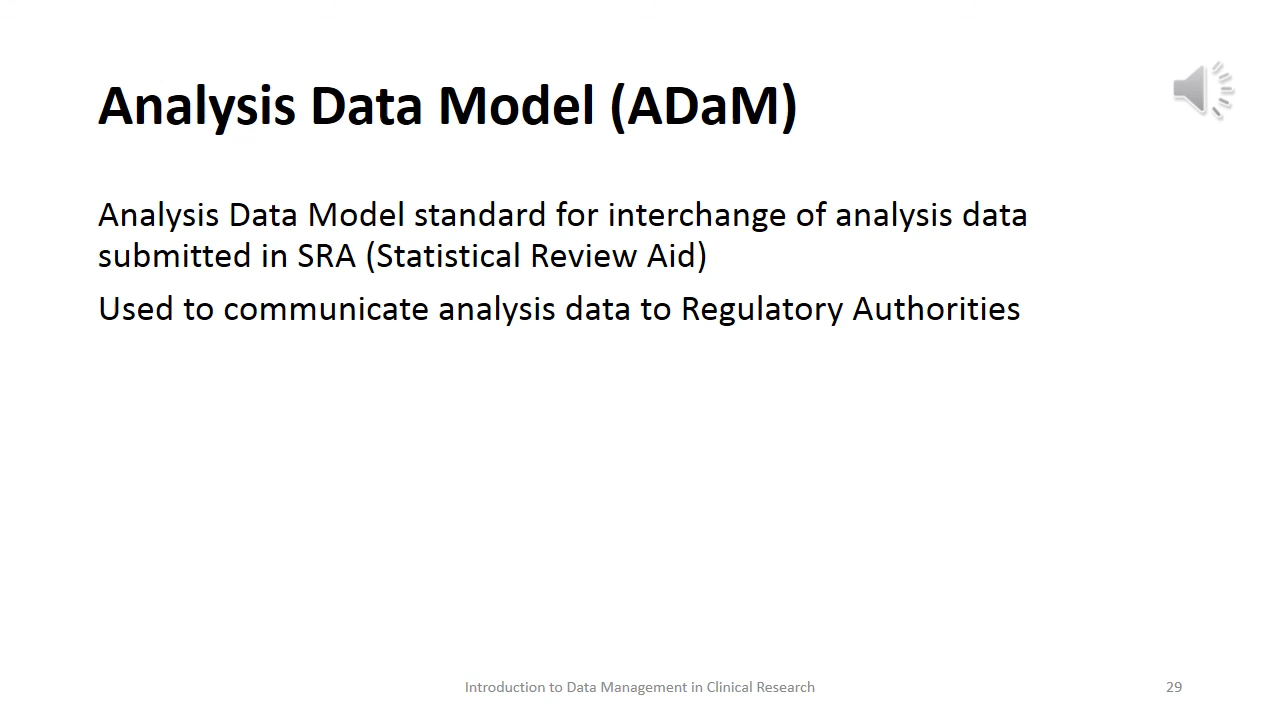 Analysis Data Model (ADaM)
Analysis Data Model standard for interchange of analysis data
submitted in SRA (Statistical Review Aid)
Used to communicate analysis data to Regulatory Authorities
Introduction to Data Management in Clinical Research
29